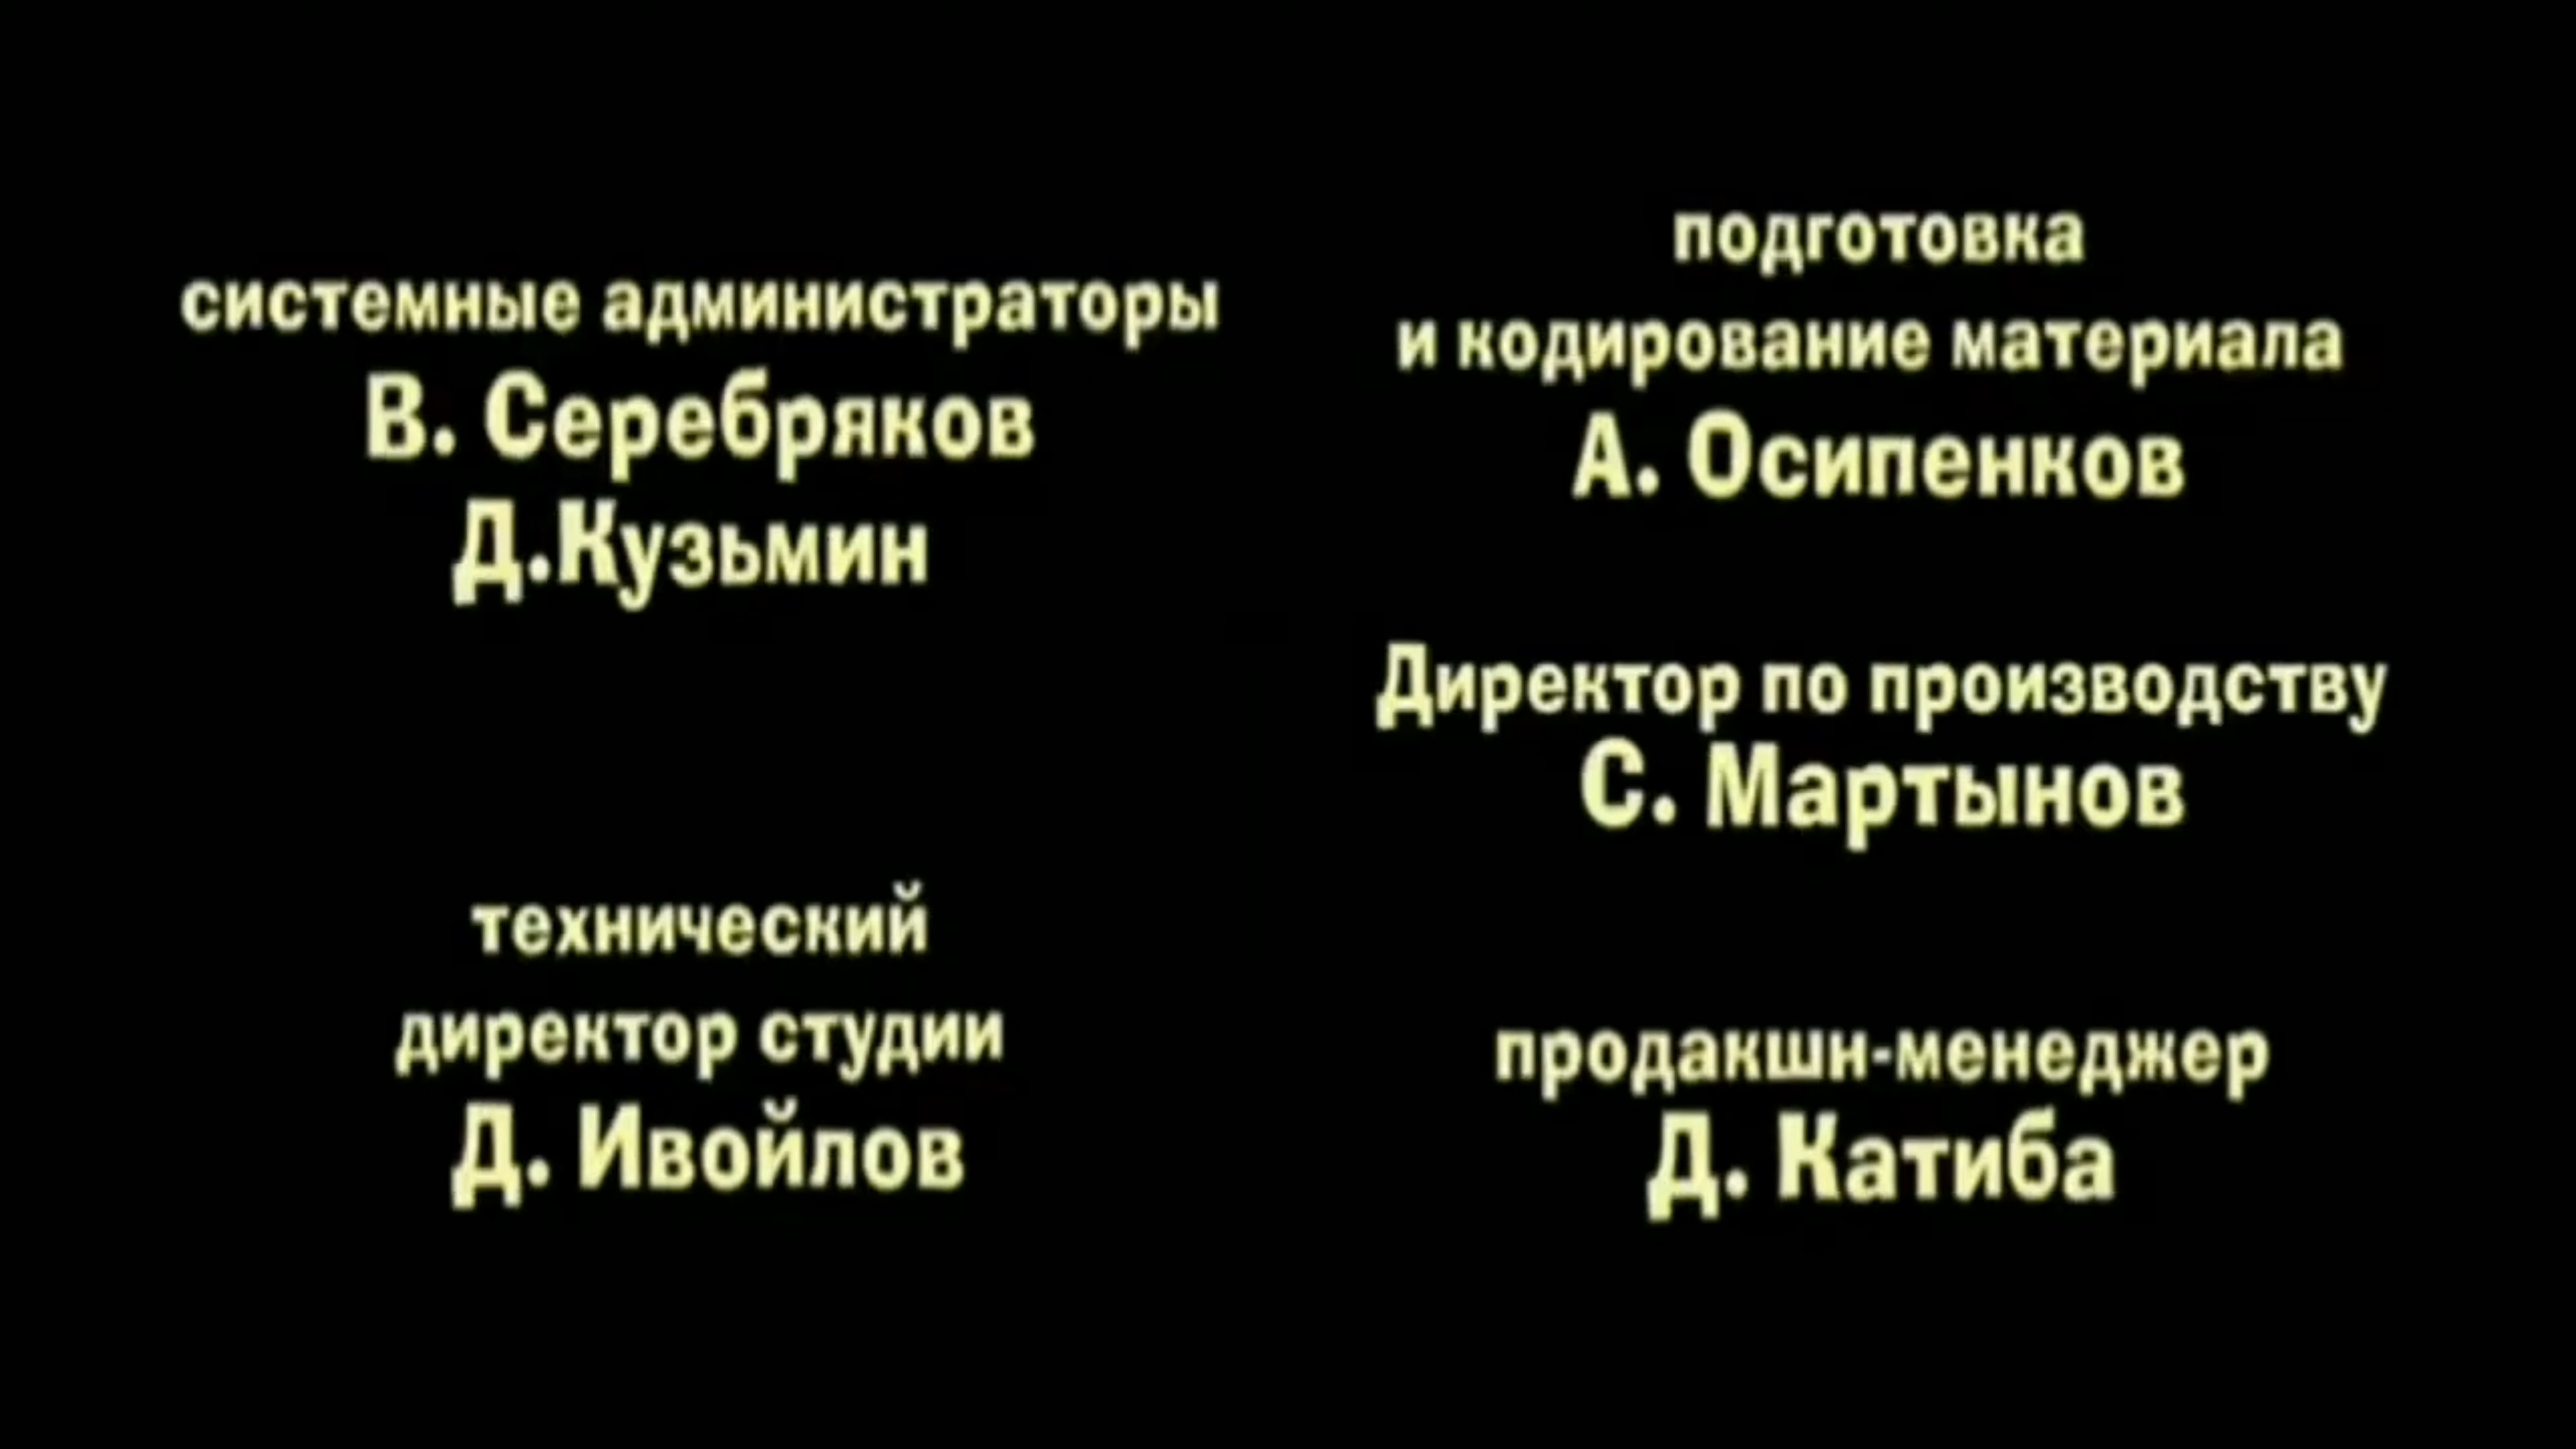 системные администраторы
В. Серебряков
Д.Кузьмин
технический
директор студии
Д. Ивойлов
подготовка
и кодирование материала
А. Осипенков
Директор по производству
С. Мартынов
продакшн-менеджер
Д. Катиба